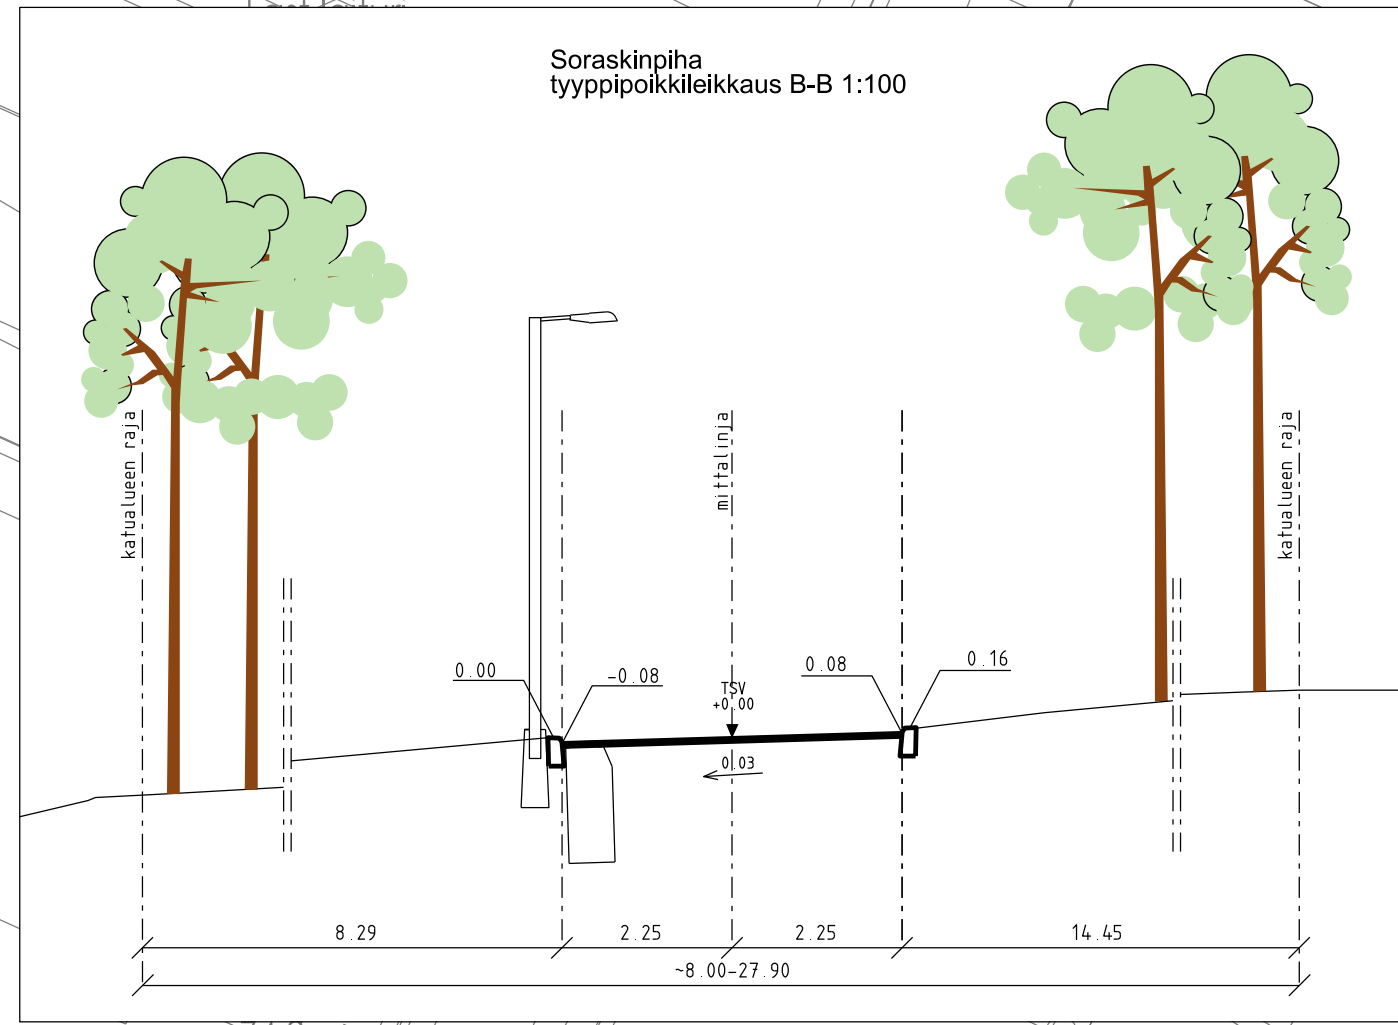 Soraskinpiha
tyyppipoikkileikkaus B-B 1:100
katualueen raja
mittalinja
katualueen raja
0.00
-0.08
TSV
+0.00
0.08
0.16
0.03
8.29
2.25
2.25
14.45
~8.00-27.90